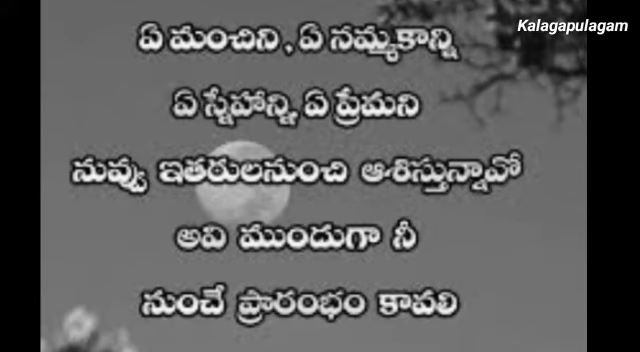 Kalagapulagam
ఏ మంచిని, ఏ నమ్మకాన్ని
ఏ స్నేహాన్ని, ఏ ప్రేమని
నువ్వు ఇతరులనుంచి ఆశిస్తున్నావో
అవి ముందుగా నీ
నుంచే ప్రారంభం కావలి